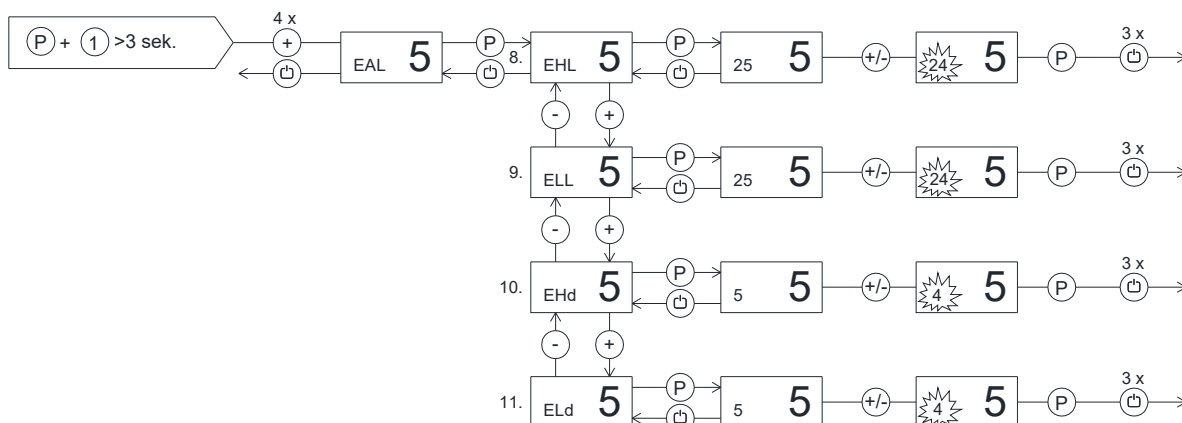 4 x
P + 1 >3 sek.
+
EAL 5
P
8. EHL 5
P
25 5
+/-
24 5
P
3 x
- +
9. ELL 5
P
25 5
+/-
24 5
P
3 x
- +
10. EHd 5
P
5 5
+/-
4 5
P
3 x
- +
11. ELd 5
P
5 5
+/-
4 5
P
3 x